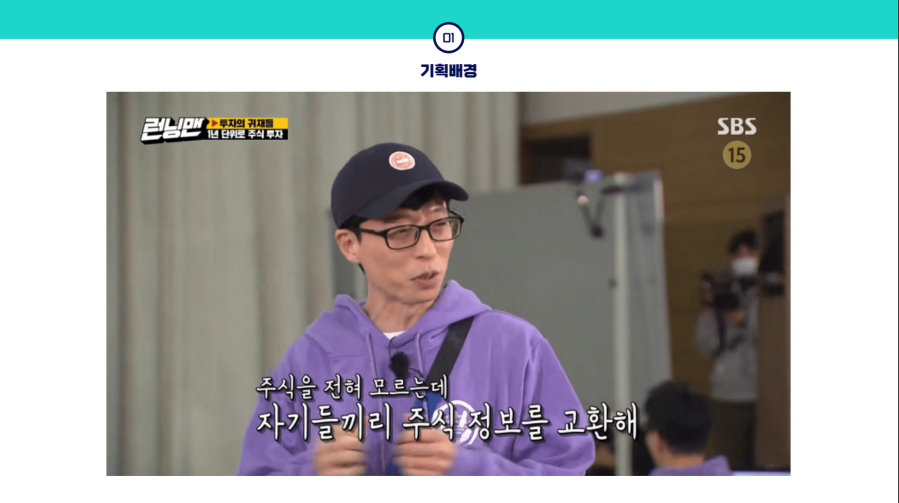 01
기획배경
런닝맨 ▶투자의 귀재들
1년 단위로 주식 투자
SBS
15
주식을 전혀 모르는데
자기들끼리 주식 정보를 교환해